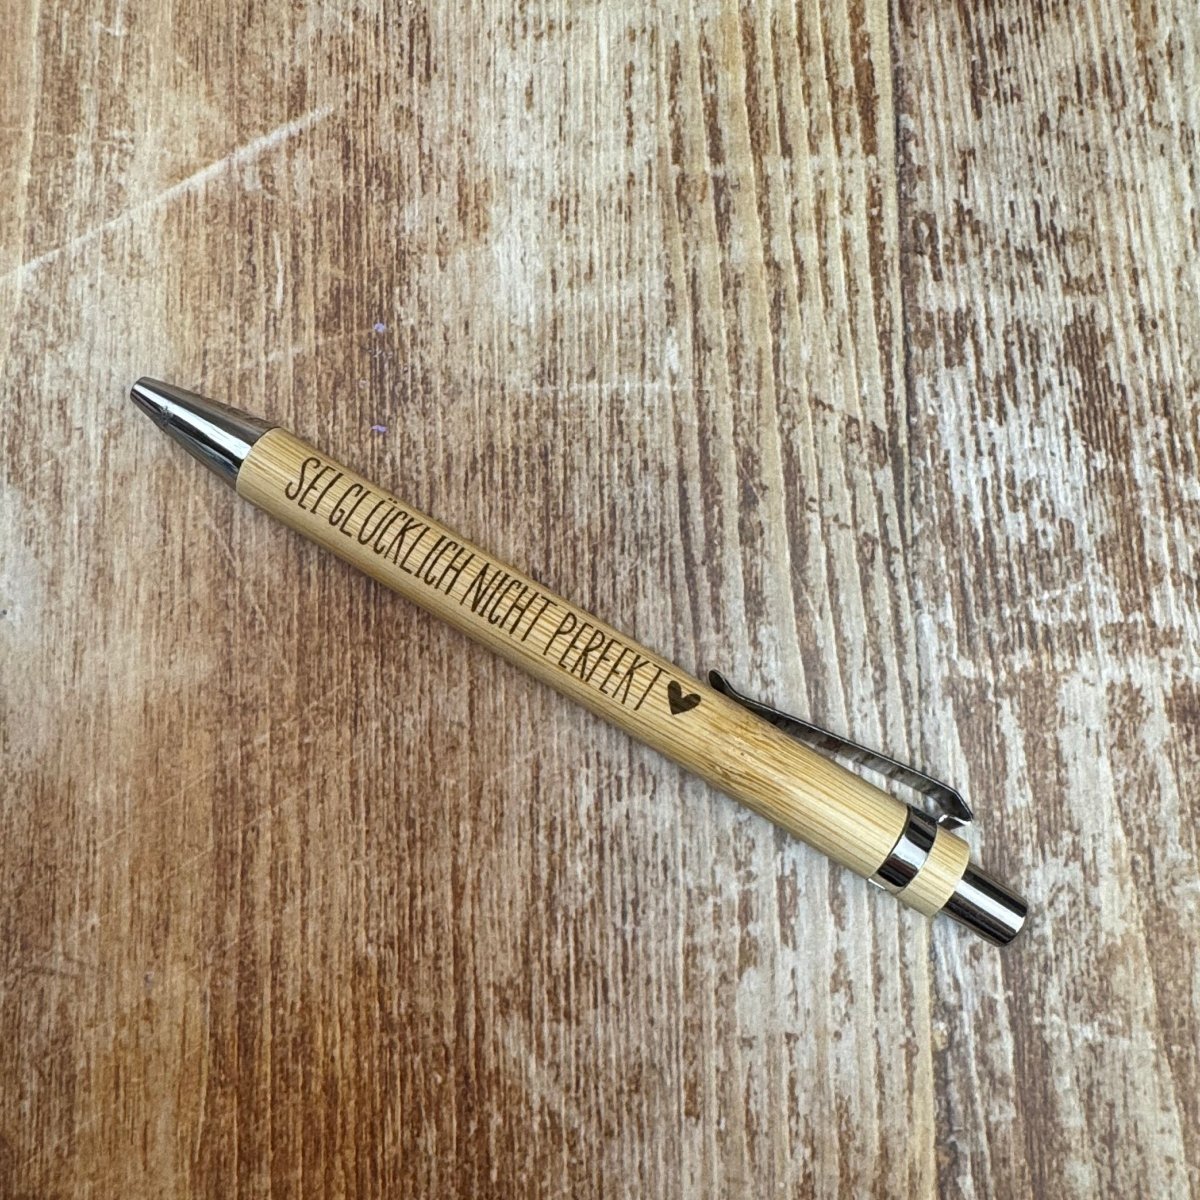 SEI GLÜCKLICH NICHT PERFEKT ♥